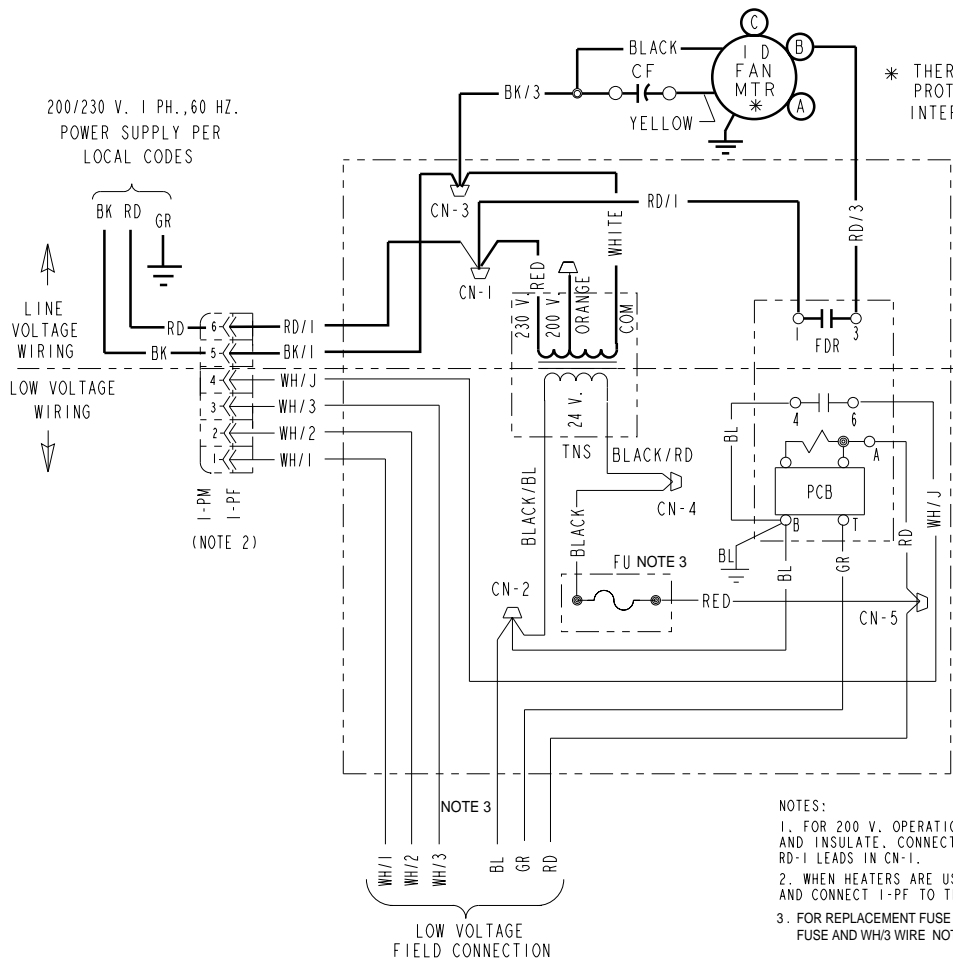 C
BLACK
I D
FAN
MTR
*
B
A
CF
BK/3
YELLOW
* THER
PROT
INTER
200/230 V. 1 PH.,60 HZ.
POWER SUPPLY PER
LOCAL CODES
BK RD GR
CN-3
RD/1
WHITE
RD/3
CN-1
RED
230 V.
200 V.
ORANGE
COM
LINE
VOLTAGE
WIRING
LOW VOLTAGE
WIRING
RD
6
RD/1
BK
5
BK/1
4
WH/J
3
WH/3
2
WH/2
1
WH/1
1-PM
1-PF
(NOTE 2)
1
3
FDR
24 V.
TNS
4
6
BL
A
PCB
B
T
BLACK/RD
CN-4
BLACK/BL
BLACK
FU NOTE 3
BL
BL
GR
RD
WH/J
CN-2
RED
CN-5
NOTE 3
WH/1
WH/2
WH/3
BL
GR
RD
LOW VOLTAGE
FIELD CONNECTION
NOTES:
1. FOR 200 V. OPERATIO
AND INSULATE. CONNECT
RD-1 LEADS IN CN-1.
2. WHEN HEATERS ARE US
AND CONNECT 1-PF TO T
3. FOR REPLACEMENT FUSE
FUSE AND WH/3 WIRE NOT